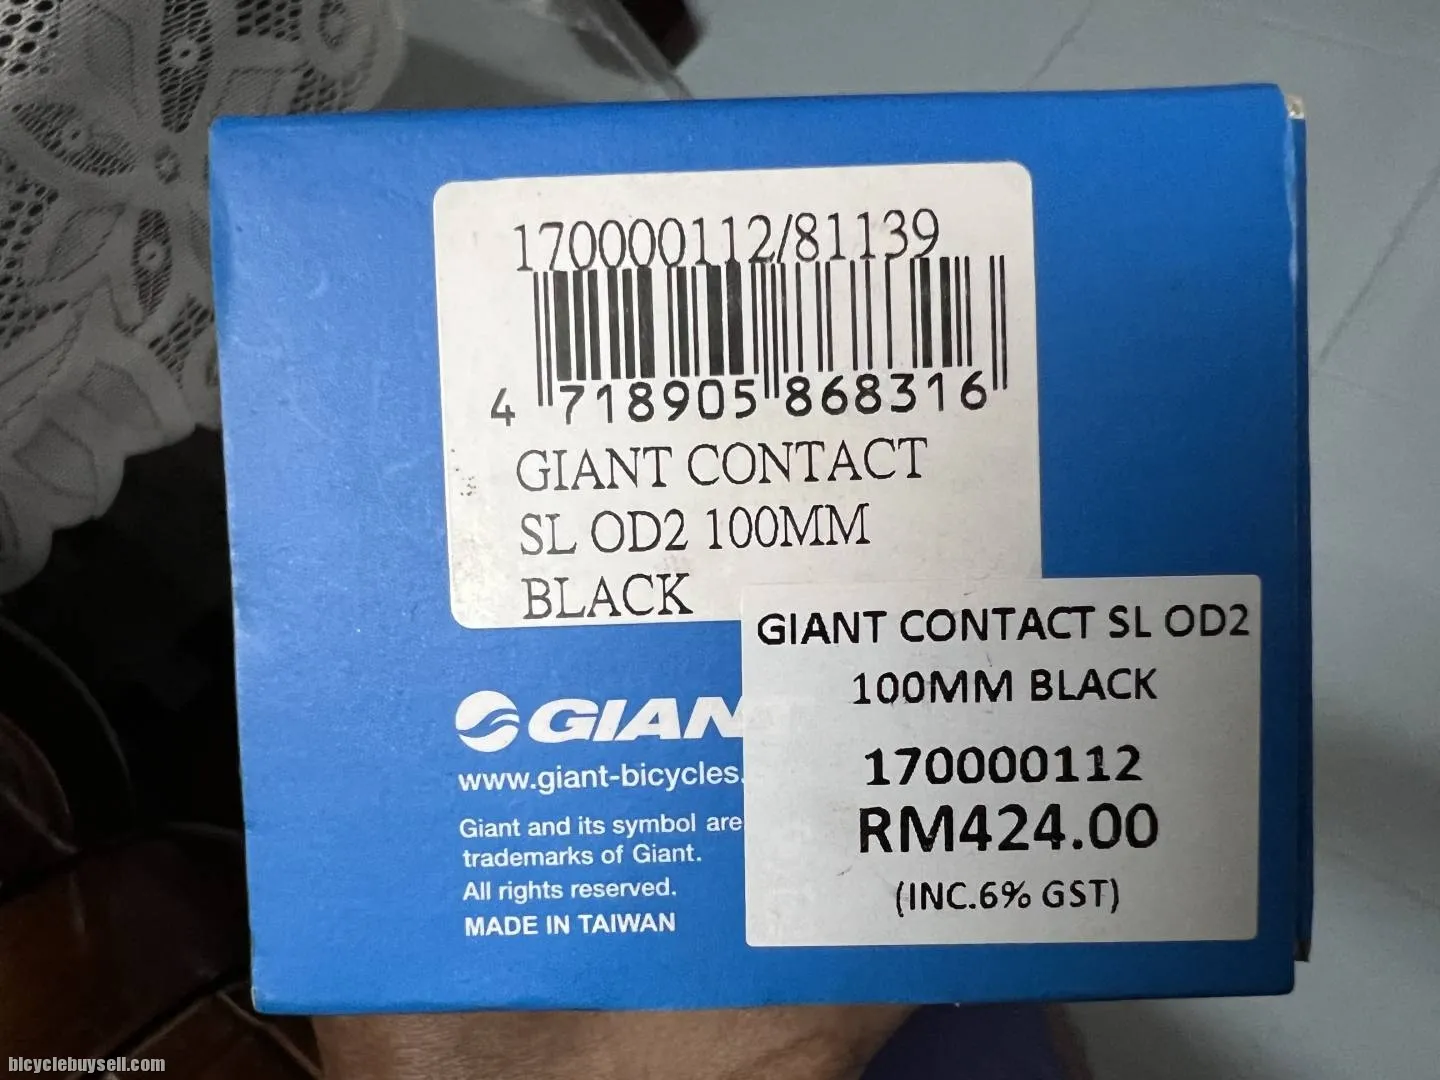 170000112/81139
4 718905 868316
GIANT CONTACT
SL OD2 100MM
BLACK
GIANT CONTACT SL OD2
100MM BLACK
170000112
RM424.00
(INC.6% GST)
GIAN
www.giant-bicycles.
Giant and its symbol are
trademarks of Giant.
All rights reserved.
MADE IN TAIWAN
bicyclebuysell.com